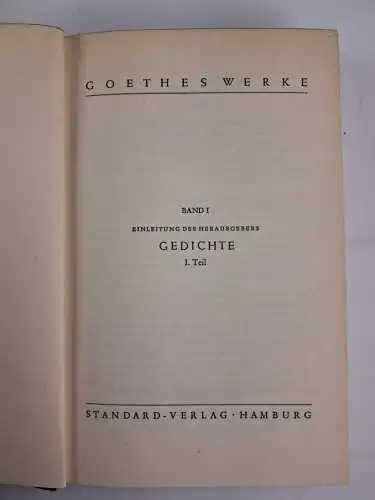 GOETHES WERKE
BAND I
EINLEITUNG DES HERAUSGEBERS
GEDICHTE
1. Teil
STANDARD-VERLAG · HAMBURG